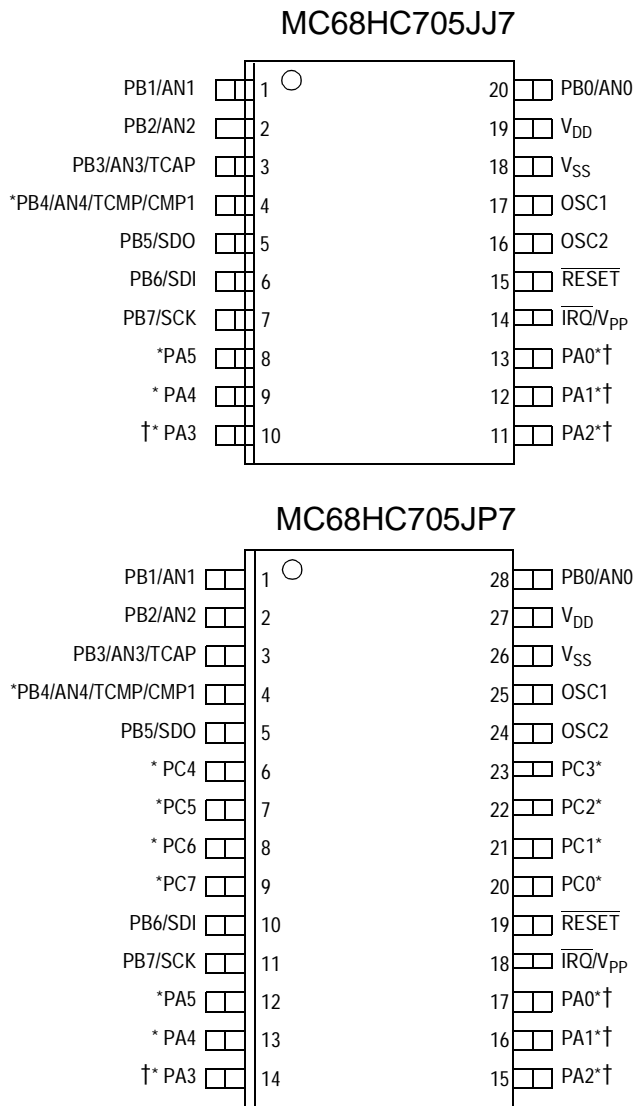 MC68HC705JJ7
PB1/AN1 1 20 PB0/AN0
PB2/AN2 2 19 VDD
PB3/AN3/TCAP 3 18 VSS
*PB4/AN4/TCMP/CMP1 4 17 OSC1
PB5/SDO 5 16 OSC2
PB6/SDI 6 15 RESET
PB7/SCK 7 14 IRQ/VPP
*PA5 8 13 PA0*†
* PA4 9 12 PA1*†
†* PA3 10 11 PA2*†
MC68HC705JP7
PB1/AN1 1 28 PB0/AN0
PB2/AN2 2 27 VDD
PB3/AN3/TCAP 3 26 VSS
*PB4/AN4/TCMP/CMP1 4 25 OSC1
PB5/SDO 5 24 OSC2
* PC4 6 23 PC3*
*PC5 7 22 PC2*
* PC6 8 21 PC1*
*PC7 9 20 PC0*
PB6/SDI 10 19 RESET
PB7/SCK 11 18 IRQ/VPP
*PA5 12 17 PA0*†
* PA4 13 16 PA1*†
†* PA3 14 15 PA2*†